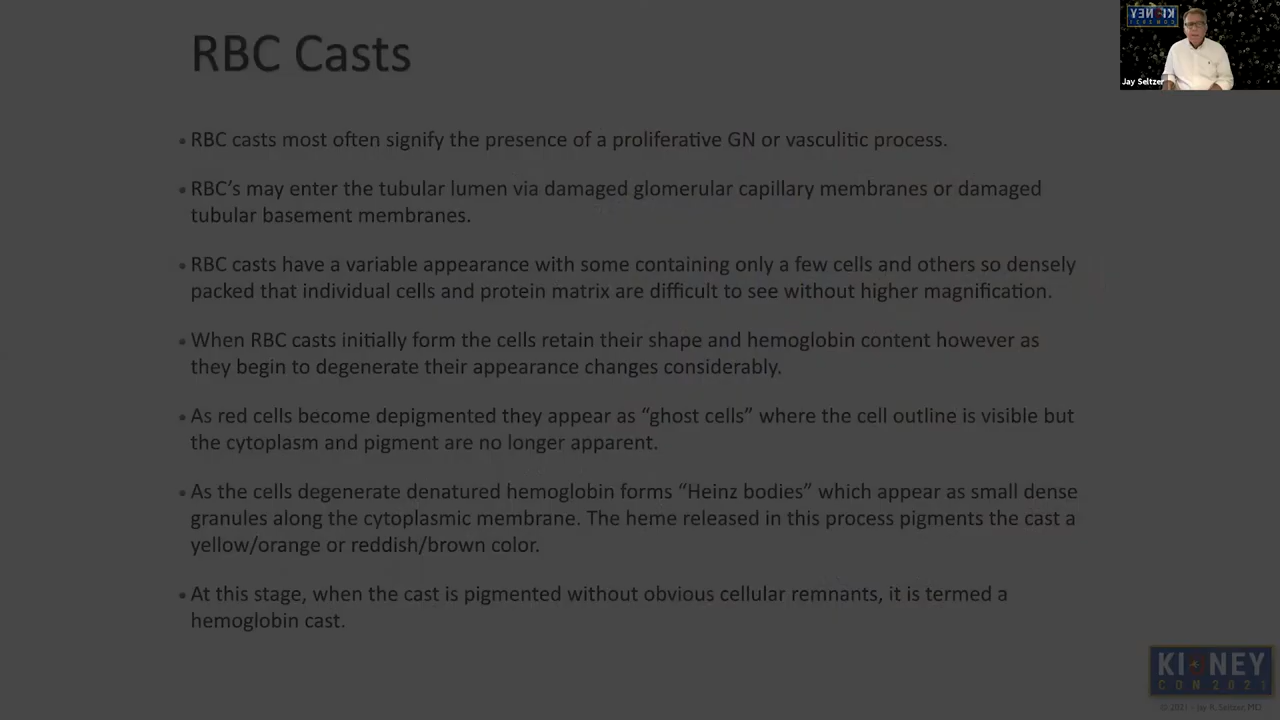 RBC Casts
KIDNEY
CON 2021
Jay Seltzer
• RBC casts most often signify the presence of a proliferative GN or vasculitic process.
• RBC's may enter the tubular lumen via damaged glomerular capillary membranes or damaged
tubular basement membranes.
• RBC casts have a variable appearance with some containing only a few cells and others so densely
packed that individual cells and protein matrix are difficult to see without higher magnification.
• When RBC casts initially form the cells retain their shape and hemoglobin content however as
they begin to degenerate their appearance changes considerably.
• As red cells become depigmented they appear as “ghost cells” where the cell outline is visible but
the cytoplasm and pigment are no longer apparent.
• As the cells degenerate denatured hemoglobin forms “Heinz bodies” which appear as small dense
granules along the cytoplasmic membrane. The heme released in this process pigments the cast a
yellow/orange or reddish/brown color.
• At this stage, when the cast is pigmented without obvious cellular remnants, it is termed a
hemoglobin cast.
KIDNEY
CON 2021
© 2021 - Jay R. Seltzer, MD